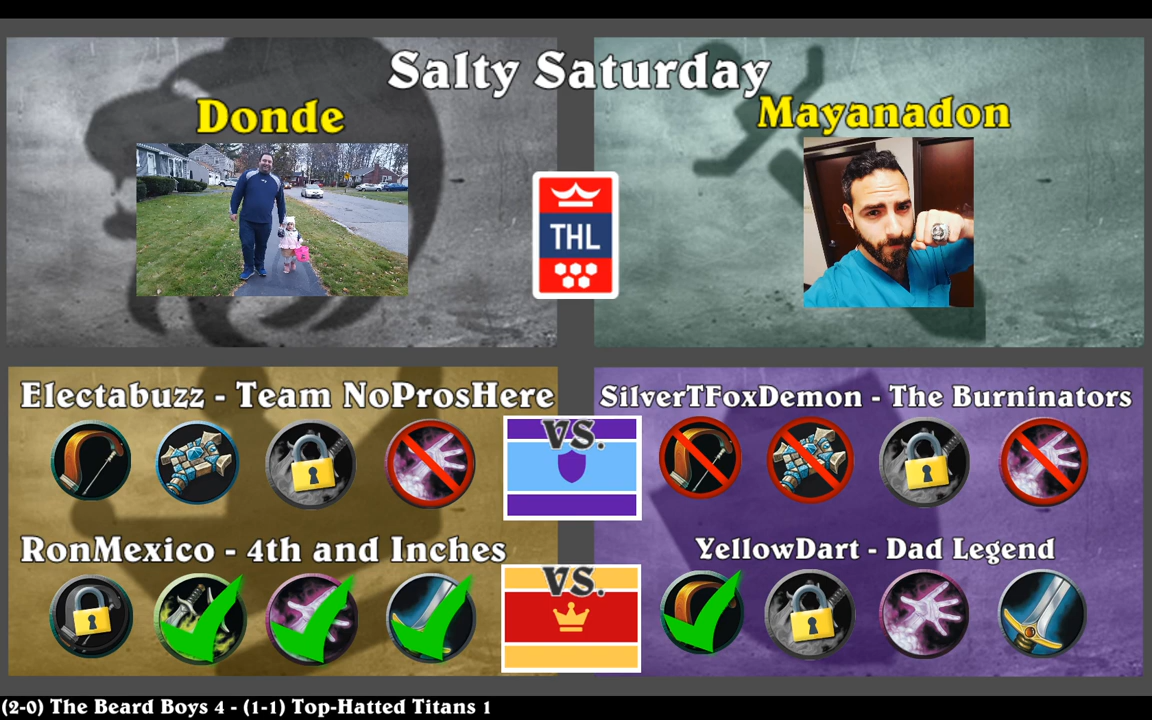 Salty Saturday
Donde
Mayanadon
THL
Electabuzz - Team NoProsHere
VS.
SilverTFoxDemon - The Burninators
RonMexico - 4th and Inches
VS.
YellowDart - Dad Legend
(2-0) The Beard Boys 4 - (1-1) Top-Hatted Titans 1